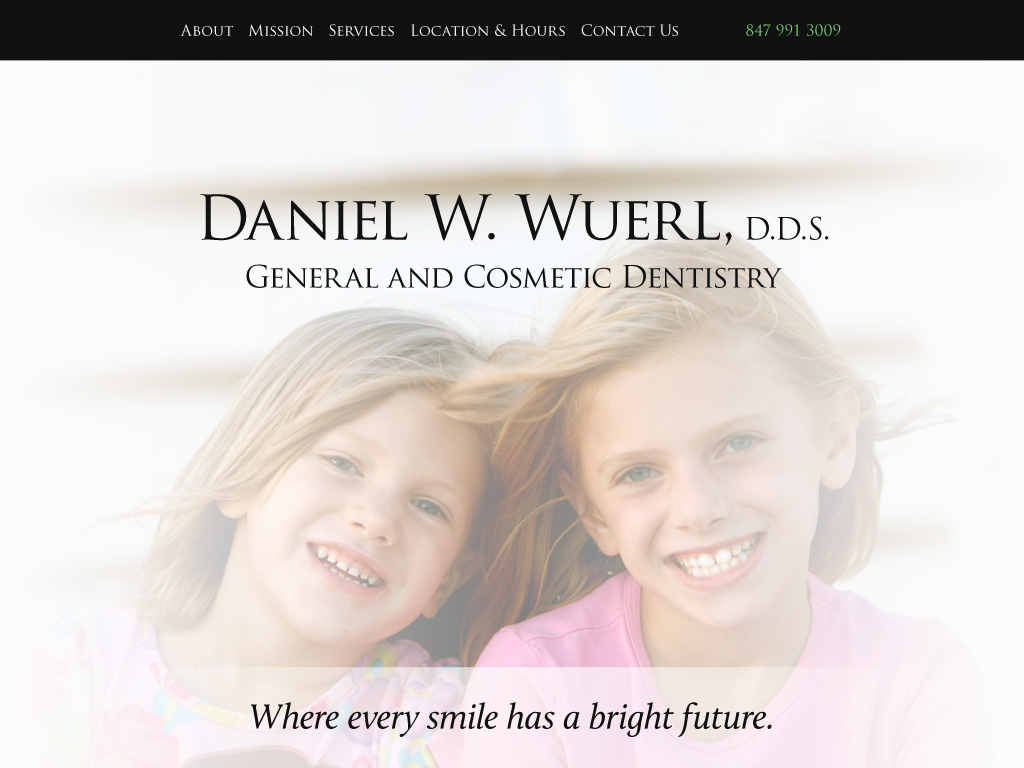 About Mission Services Location & Hours Contact Us 847 991 3009
Daniel W. Wuerl, D.D.S.
General and Cosmetic Dentistry
Where every smile has a bright future.